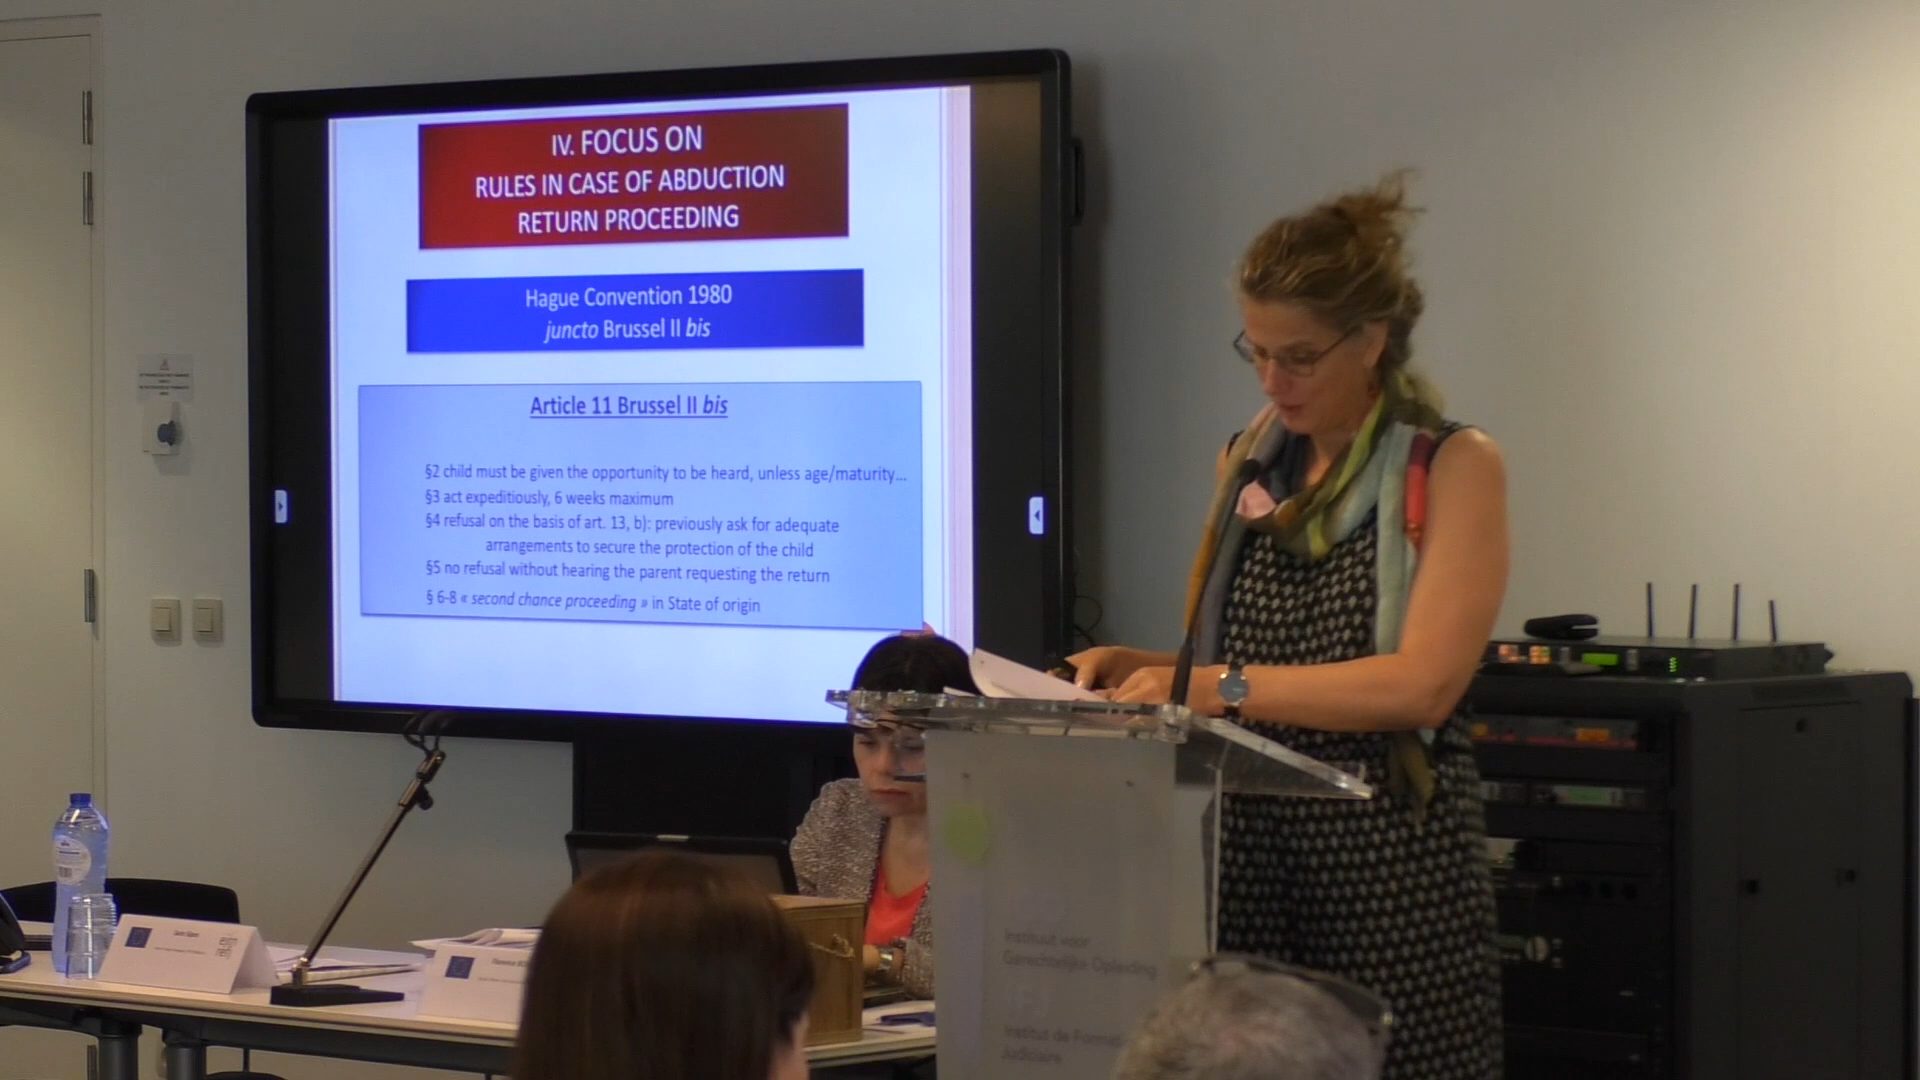 IV. FOCUS ON
RULES IN CASE OF ABDUCTION
RETURN PROCEEDING
Hague Convention 1980
juncto Brussel II bis
Article 11 Brussel II bis
§2 child must be given the opportunity to be heard, unless age/maturity...
§3 act expeditiously, 6 weeks maximum
§4 refusal on the basis of art. 13, b): previously ask for adequate
arrangements to secure the protection of the child
§5 no refusal without hearing the parent requesting the return
§ 6-8 « second chance proceeding » in State of origin
Instituut voor
Gerechtelijke Opleiding
Institut de Formati
Judiciaire